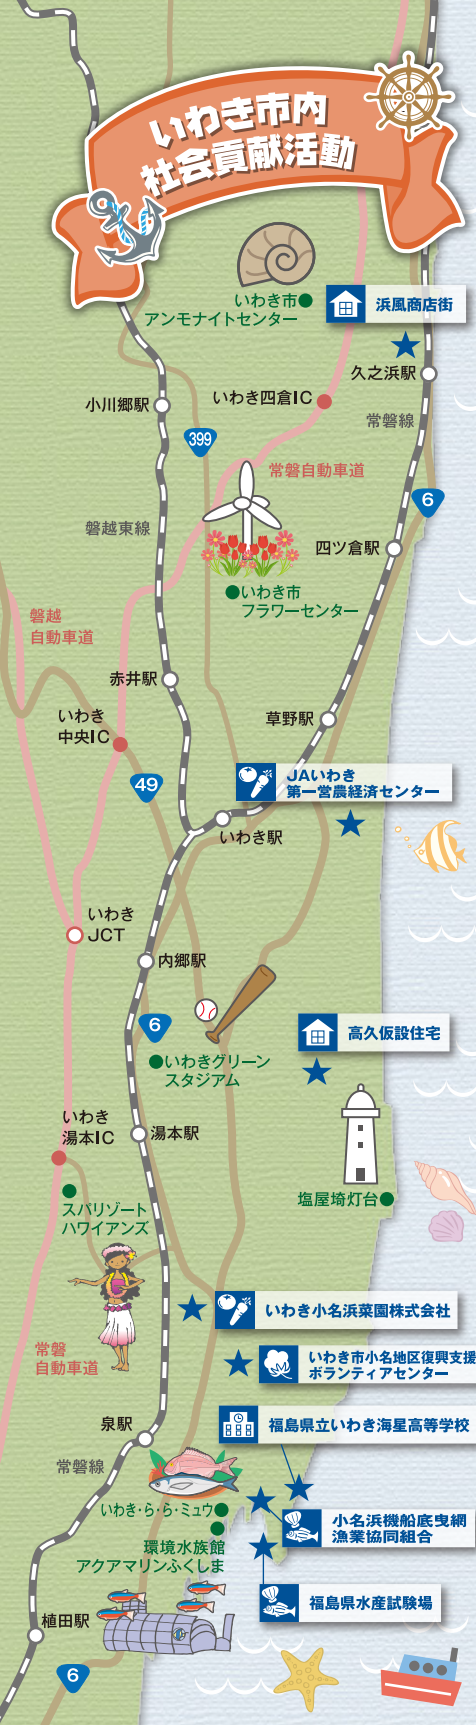 いわき市内
社会貢献活動
いわき市
アンモナイトセンター
浜風商店街
久之浜駅
いわき四倉IC
小川郷駅
常磐線
399
常磐自動車道
6
磐越東線
四ツ倉駅
いわき市
フラワーセンター
磐越
自動車道
赤井駅
いわき
中央IC
草野駅
49
JAいわき
第一営農経済センター
いわき駅
いわき
JCT
内郷駅
6
いわきグリーン
スタジアム
高久仮設住宅
いわき
湯本IC
湯本駅
塩屋埼灯台
スパリゾート
ハワイアンズ
いわき小名浜菜園株式会社
常磐
自動車道
いわき市小名地区復興支援
ボランティアセンター
福島県立いわき海星高等学校
泉駅
常磐線
いわき・ら・ら・ミュウ
小名浜機船底曳網
漁業協同組合
環境水族館
アクアマリンふくしま
福島県水産試験場
植田駅
6